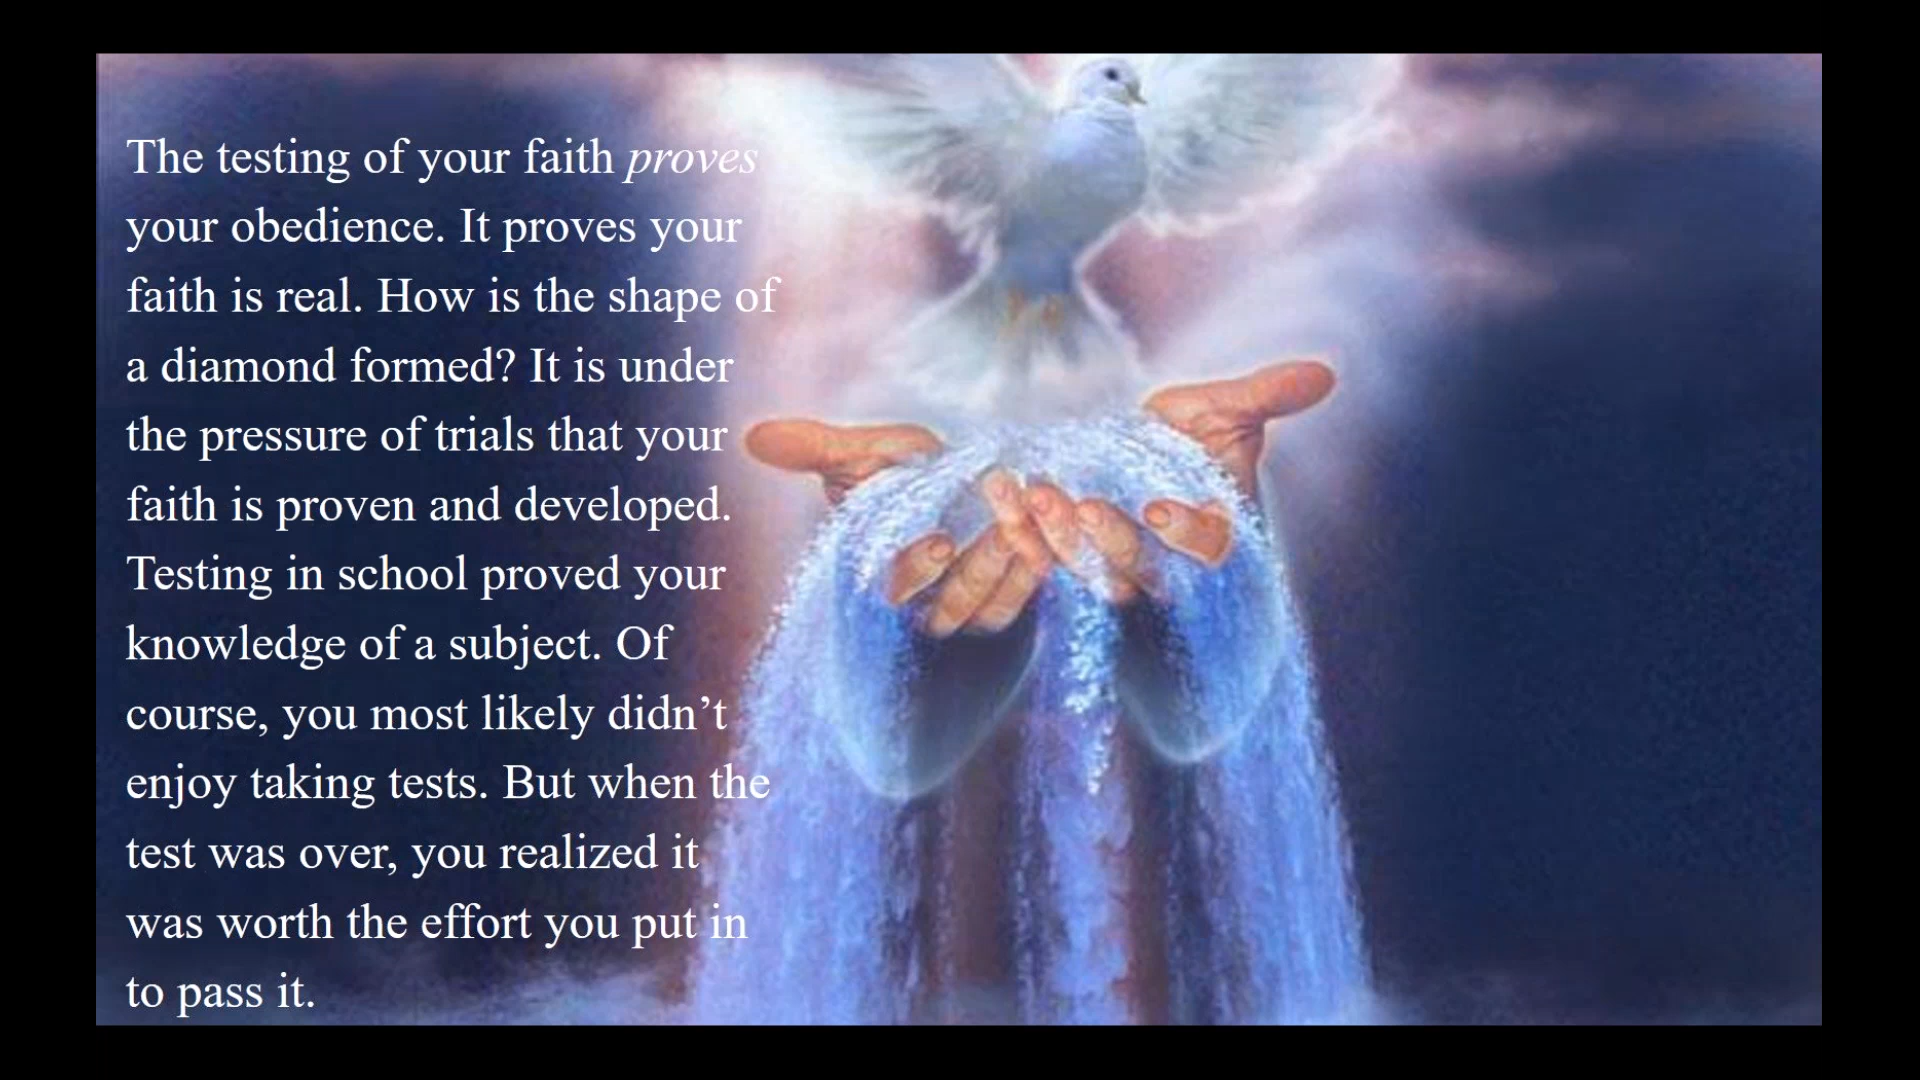 The testing of your faith proves
your obedience. It proves your
faith is real. How is the shape of
a diamond formed? It is under
the pressure of trials that your
faith is proven and developed.
Testing in school proved your
knowledge of a subject. Of
course, you most likely didn’t
enjoy taking tests. But when the
test was over, you realized it
was worth the effort you put in
to pass it.